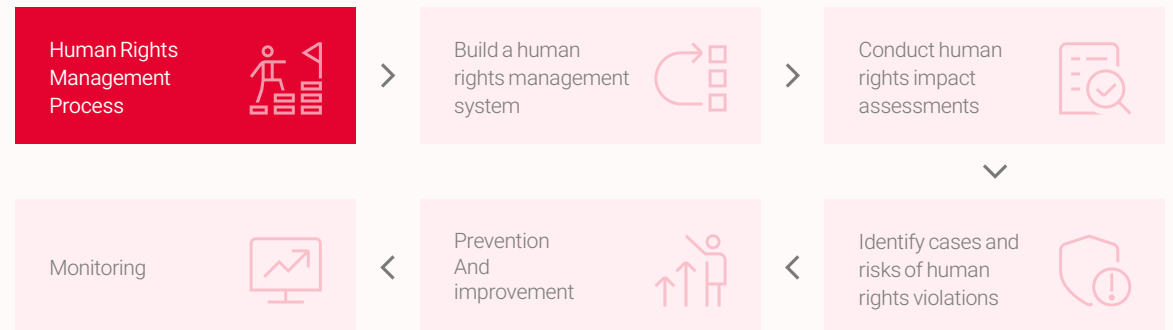 Human Rights
Management
Process
Build a human
rights management
system
Conduct human
rights impact
assessments
Identify cases and
risks of human
rights violations
Prevention
And
improvement
Monitoring